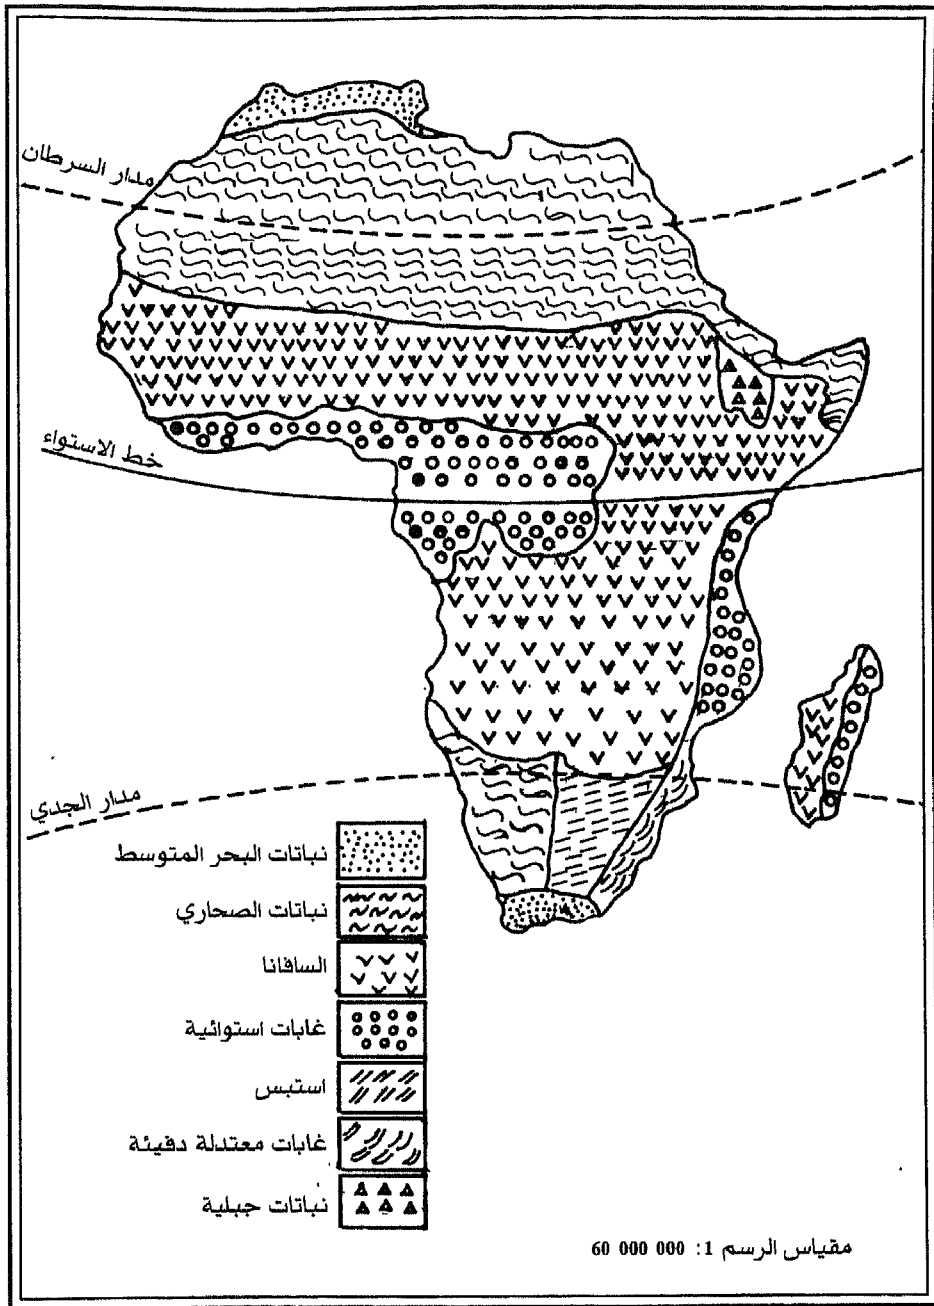 مدار السرطان
خط الاستواء
مدار الجدي
نباتات البحر المتوسط
نباتات الصحاري
السافانا
غابات استوائية
استبس
غابات معتدلة دفيئة
نباتات جبلية
مقياس الرسم 1: 000 000 60